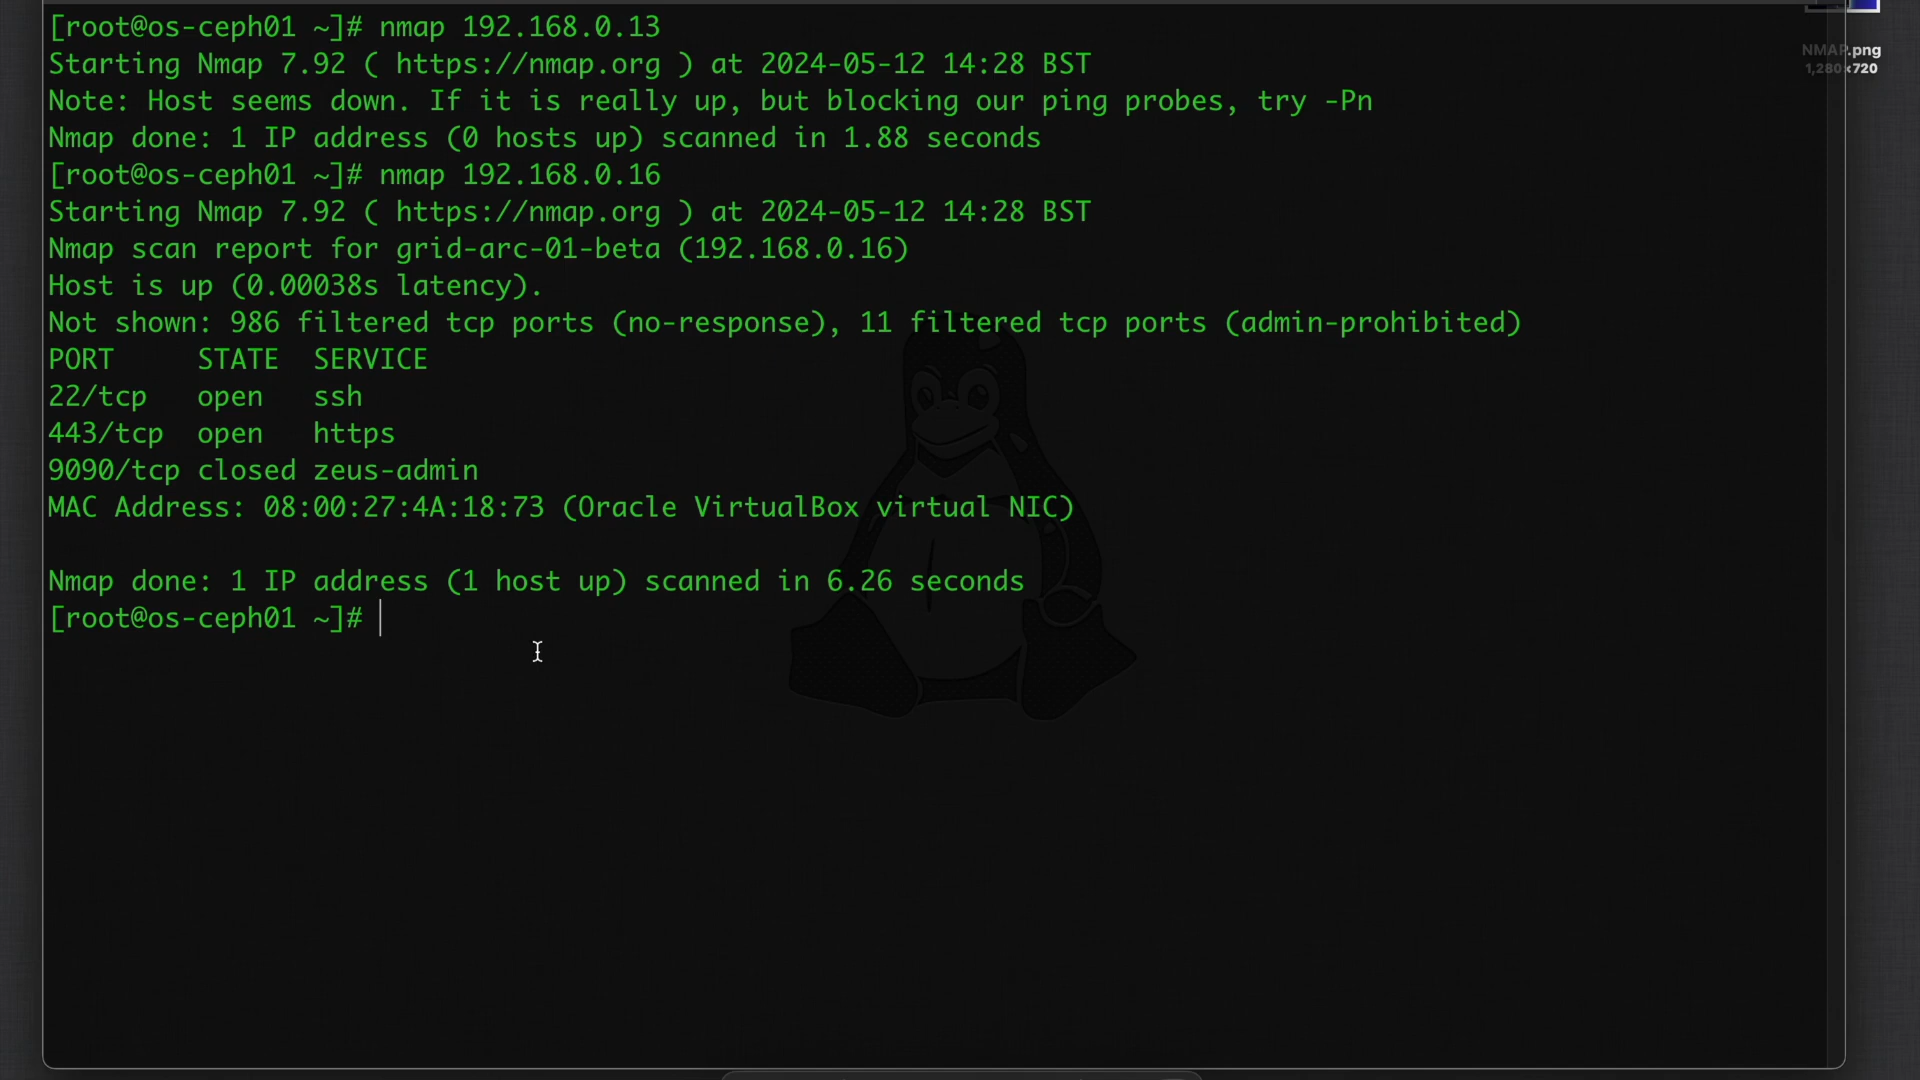 [root@os-ceph01 ~]# nmap 192.168.0.13
Starting Nmap 7.92 ( https://nmap.org ) at 2024-05-12 14:28 BST
Note: Host seems down. If it is really up, but blocking our ping probes, try -Pn
Nmap done: 1 IP address (0 hosts up) scanned in 1.88 seconds
[root@os-ceph01 ~]# nmap 192.168.0.16
Starting Nmap 7.92 ( https://nmap.org ) at 2024-05-12 14:28 BST
Nmap scan report for grid-arc-01-beta (192.168.0.16)
Host is up (0.00038s latency).
Not shown: 986 filtered tcp ports (no-response), 11 filtered tcp ports (admin-prohibited)
PORT     STATE  SERVICE
22/tcp   open   ssh
443/tcp  open   https
9090/tcp closed zeus-admin
MAC Address: 08:00:27:4A:18:73 (Oracle VirtualBox virtual NIC)
Nmap done: 1 IP address (1 host up) scanned in 6.26 seconds
[root@os-ceph01 ~]#
NMAP.png
1,280×720